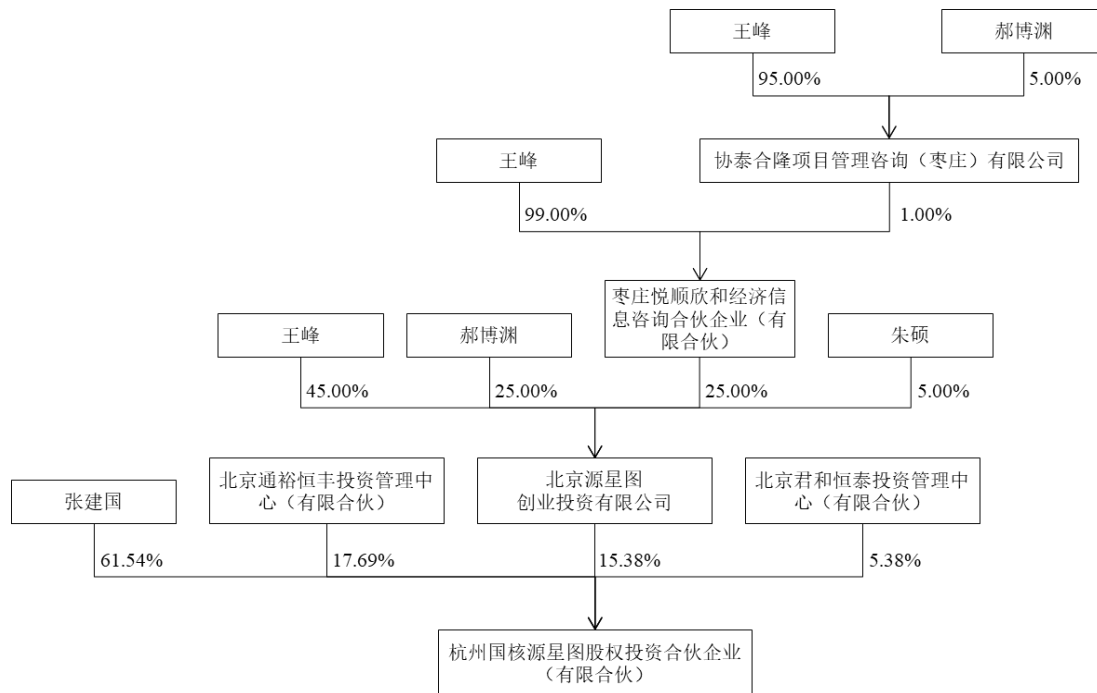 王峰
郝博渊
95.00%
5.00%
王峰
协泰合隆项目管理咨询（枣庄）有限公司
99.00%
1.00%
枣庄悦顺欣和经济信
息咨询合伙企业（有
限合伙）
王峰
郝博渊
朱硕
45.00%
25.00%
25.00%
5.00%
张建国
北京通裕恒丰投资管理中
心（有限合伙）
北京源星图
创业投资有限公司
北京君和恒泰投资管理中
心（有限合伙）
61.54%
17.69%
15.38%
5.38%
杭州国核源星图股权投资合伙企业
（有限合伙）